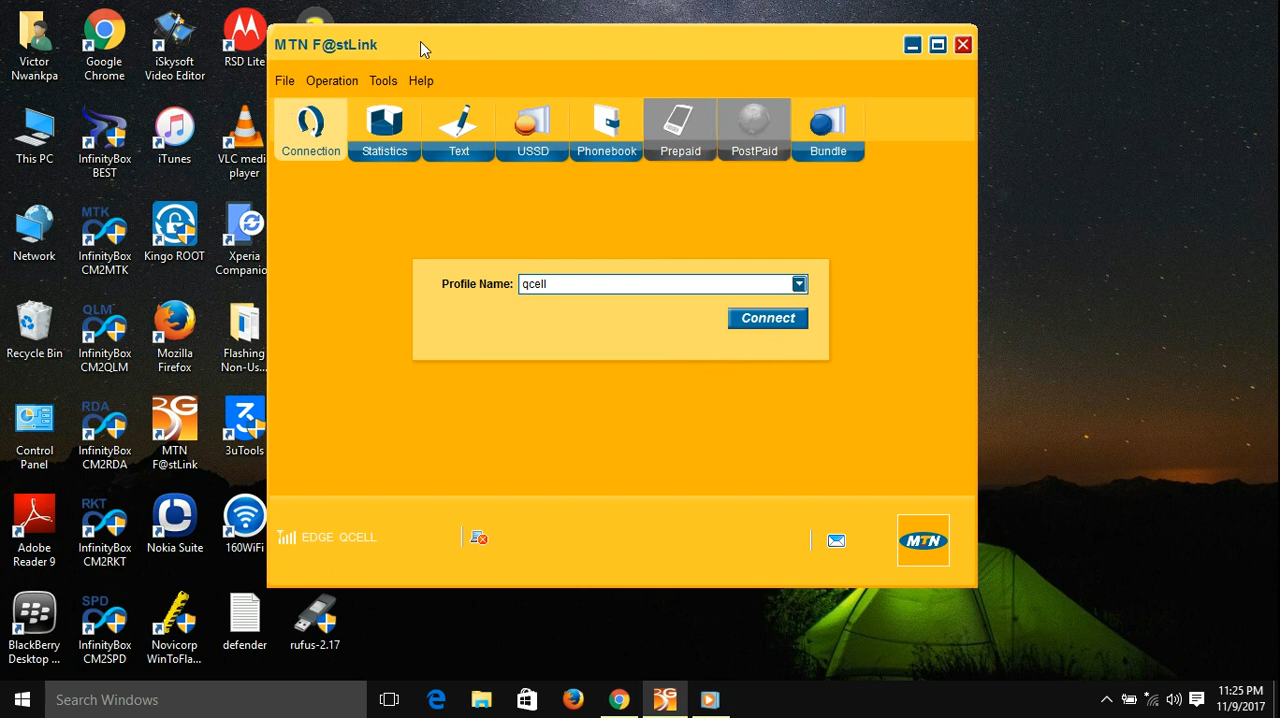 Victor
Nwankpa
Google
Chrome
iSkysoft
Video Editor
RSD Lite
This PC
InfinityBox
BEST
iTunes
VLC medi
player
Network
MTK
InfinityBox
CM2MTK
Kingo ROOT
Xperia
Companio
Recycle Bin
QLM
InfinityBox
CM2QLM
Mozilla
Firefox
Flashing
Non-Us...
Control
Panel
RDA
InfinityBox
CM2RDA
3G
MTN
F@stLink
3uTools
Adobe
Reader 9
RKT
InfinityBox
CM2RKT
Nokia Suite
160WiFi
BlackBerry
Desktop ...
SPD
InfinityBox
CM2SPD
Novicorp
WinToFla...
defender
rufus-2.17
MTN F@stLink
File Operation Tools Help
Connection Statistics Text USSD Phonebook Prepaid PostPaid Bundle
Profile Name: qcell
Connect
EDGE QCELL
MTN
Search Windows
3G
11:25 PM
11/9/2017